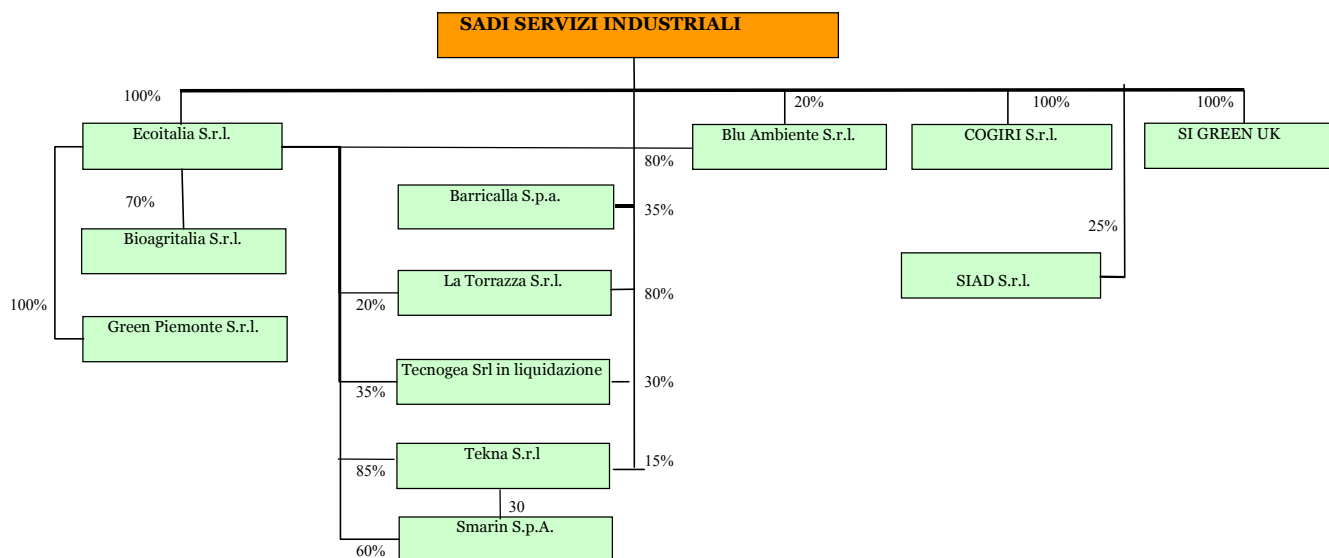 SADI SERVIZI INDUSTRIALI
100%
20%
100%
100%
Ecoitalia S.r.l.
Blu Ambiente S.r.l.
COGIRI S.r.l.
SI GREEN UK
80%
70%
Barricalla S.p.a.
35%
25%
Bioagritalia S.r.l.
La Torrazza S.r.l.
SIAD S.r.l.
100%
20%
80%
Green Piemonte S.r.l.
Tecnogea Srl in liquidazione
35%
30%
Tekna S.r.l
85%
15%
30
Smarin S.p.A.
60%